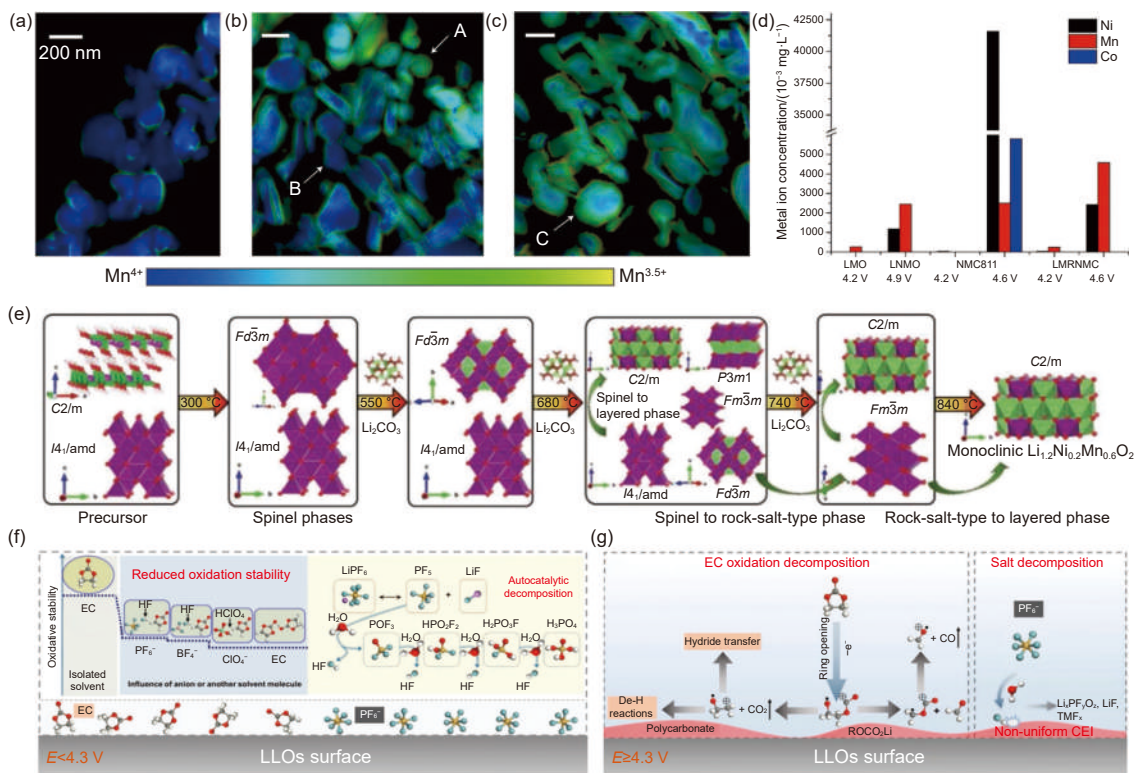 (a)
200 nm
(b)
A
B
(c)
C
Mn4+
Mn3.5+
(d)
Metal ion concentration/(10−3 mg·L−1)
42500
40000
37500
35000
6000
5000
4000
3000
2000
1000
0
Ni
Mn
Co
LMO
4.2 V
LNMO
4.9 V
NMC811
4.2 V
4.6 V
LMRNMC
4.2 V
4.6 V
(e)
C2/m
I41/amd
Precursor
300 °C
Fd3̄m
Spinel phases
550 °C
Li2CO3
Fd3̄m
I41/amd
680 °C
Li2CO3
C2/m
P3m1
Spinel to
layered phase
Fm3̄m
I41/amd
Fd3̄m
740 °C
Li2CO3
Spinel to rock-salt-type phase
C2/m
Fm3̄m
840 °C
Rock-salt-type to layered phase
C2/m
Monoclinic Li1.2Ni0.2Mn0.6O2
(f)
Oxidative stability
EC
Isolated
solvent
Reduced oxidation stability
HF
HF
HClO4
PF6−
BF4−
ClO4−
EC
Influence of anion or another solvent molecule
LiPF6
PF5
LiF
+
Autocatalytic
decomposition
H2O
HF
POF3
H2O
HPO2F2
H2O
H2PO3F
H2O
H3PO4
HF
HF
HF
EC
PF6−
E<4.3 V
LLOs surface
(g)
EC oxidation decomposition
Salt decomposition
Hydride transfer
Ring opening
−e−
+ CO
PF6−
De-H
reactions
+ CO2
Polycarbonate
ROCO2Li
+
LixPFyOz, LiF,
TMFx
Non-uniform CEI
E≥4.3 V
LLOs surface